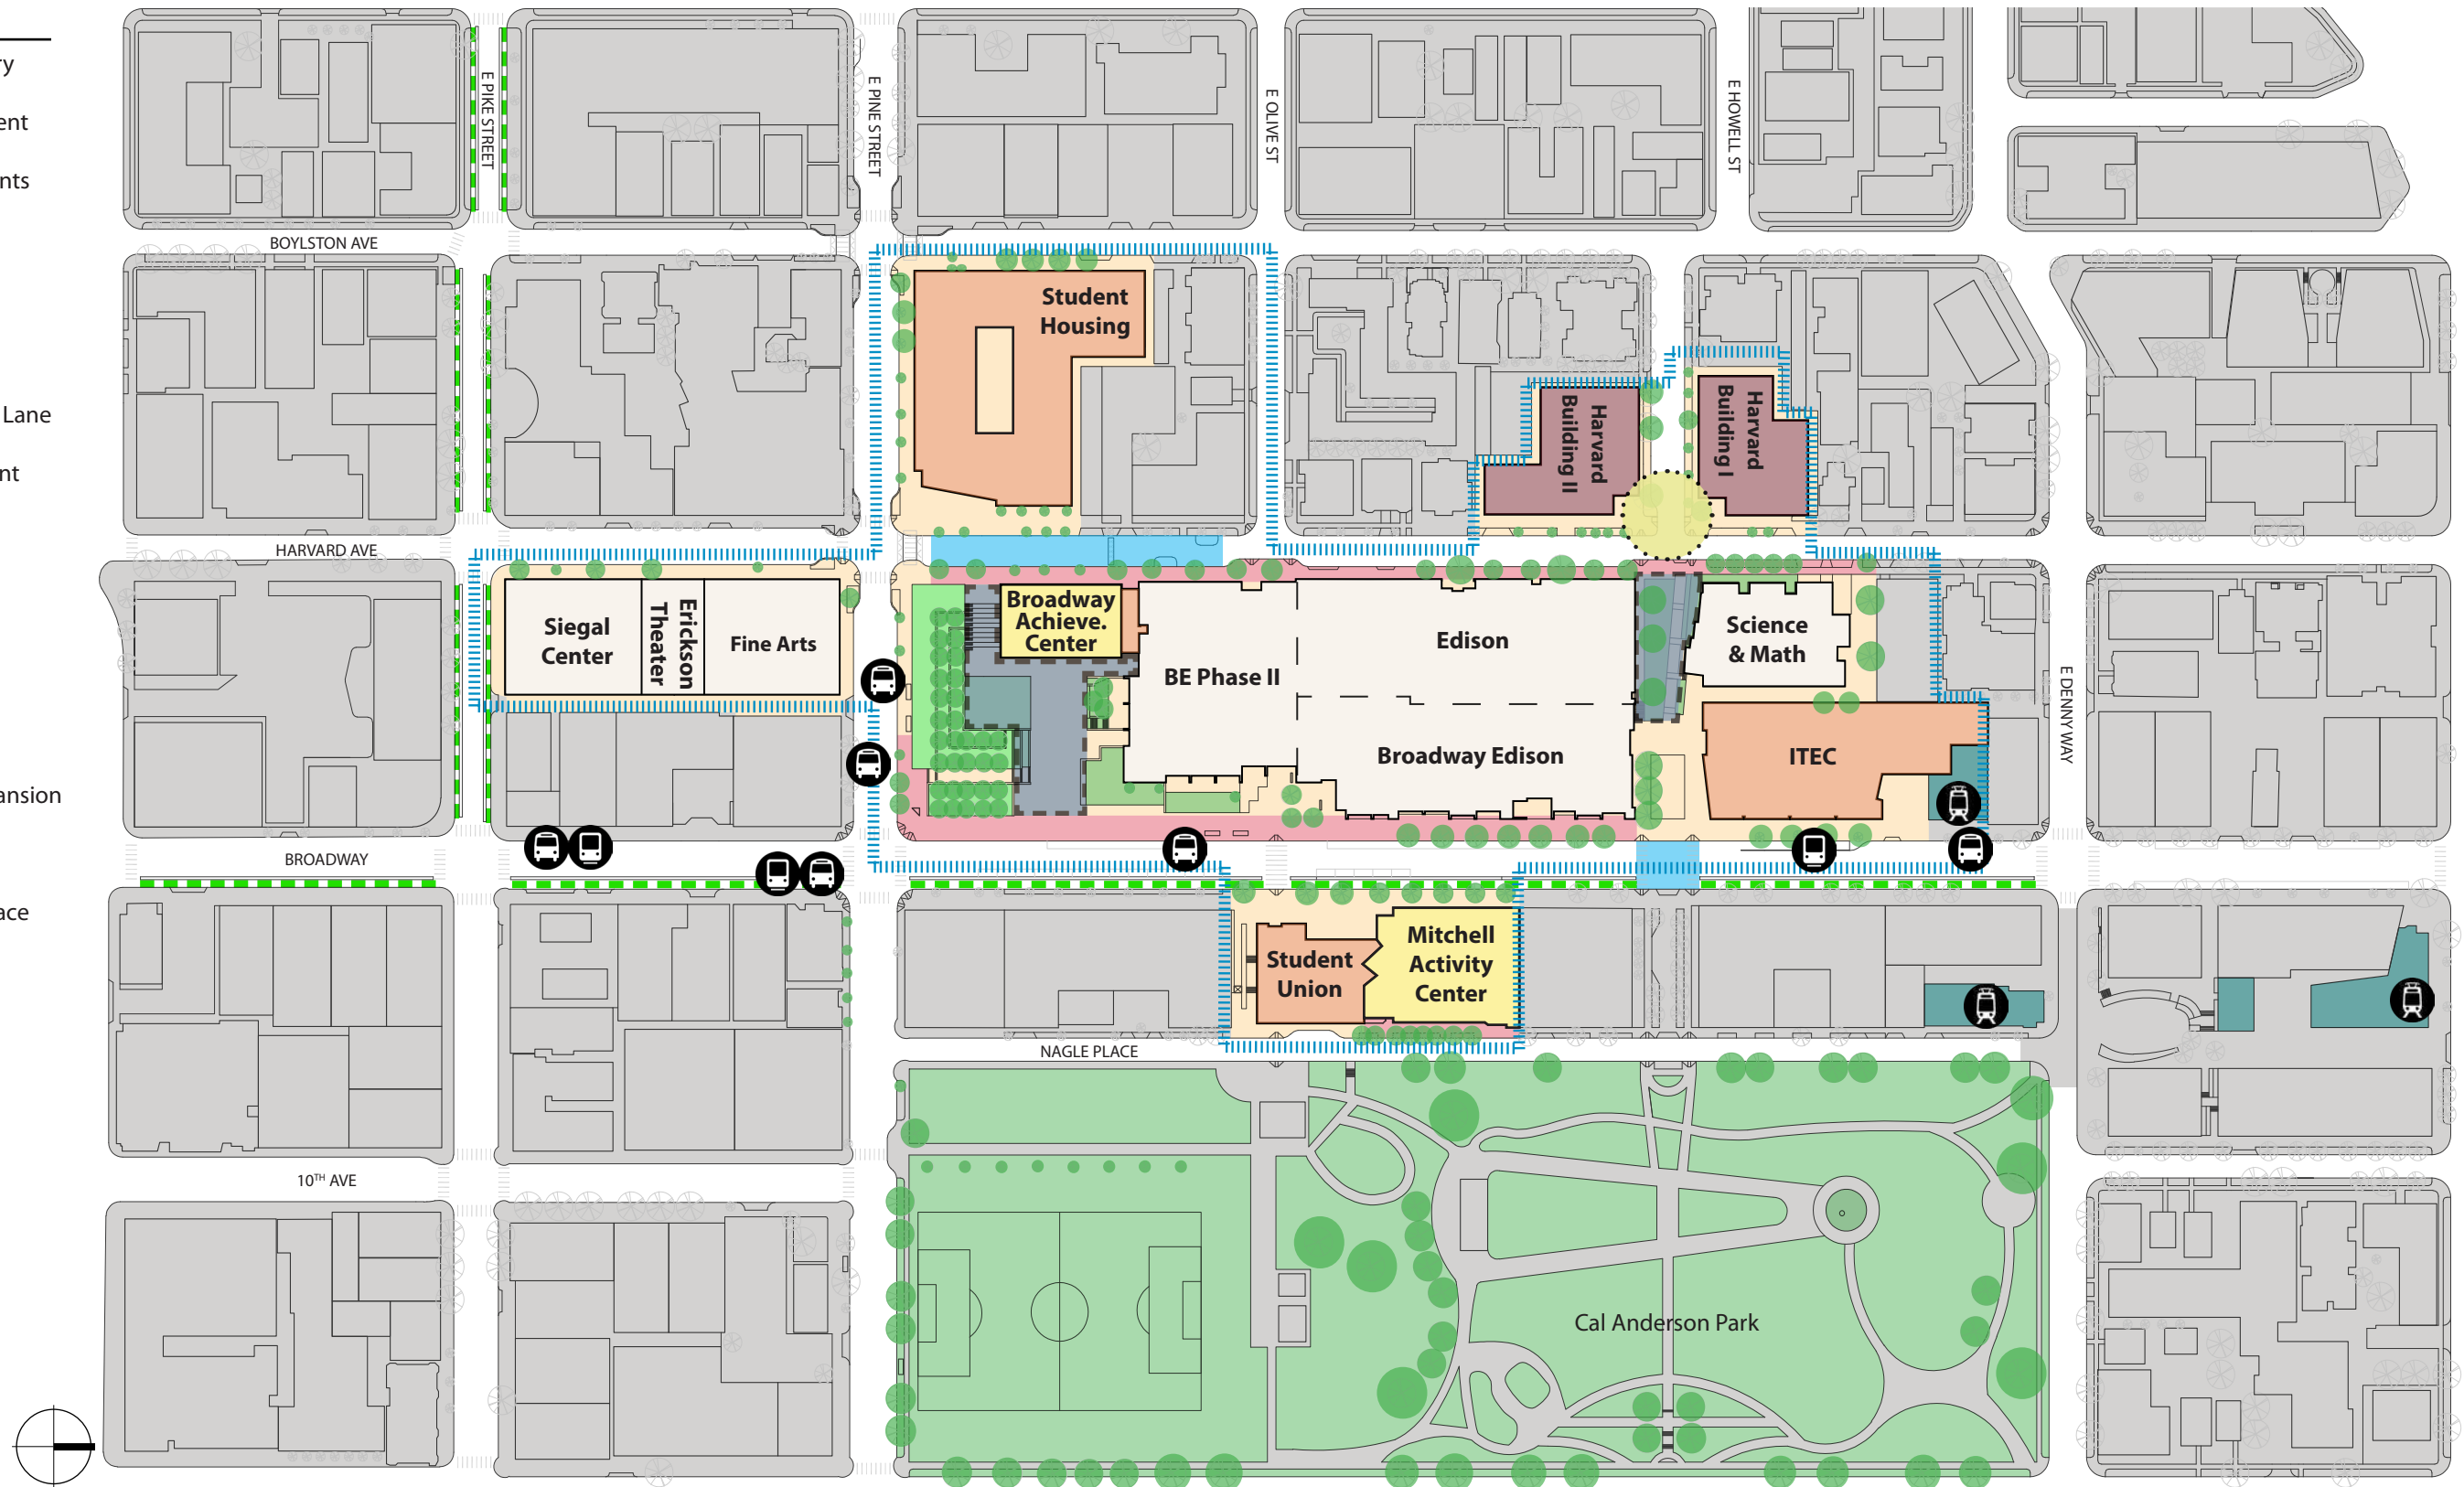 ry
ent
nts
Lane
nt
ansion
ace
E PIKE STREET
E PINE STREET
E OLIVE ST
E HOWELL ST
BOYLSTON AVE
Student
Housing
Harvard
Building II
Harvard
Building I
HARVARD AVE
Siegal
Center
Erickson
Theater
Fine Arts
Broadway
Achieve.
Center
BE Phase II
Edison
Broadway Edison
Science
& Math
ITEC
E DENNY WAY
BROADWAY
Student
Union
Mitchell
Activity
Center
NAGLE PLACE
10TH AVE
Cal Anderson Park